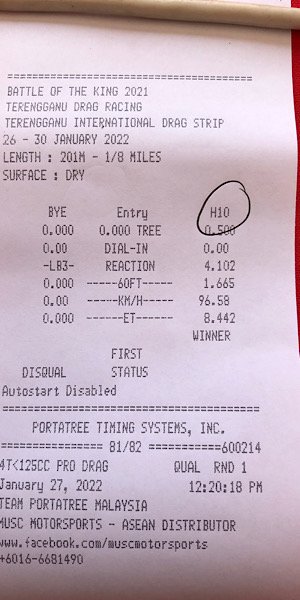 ========================================
BATTLE OF THE KING 2021
TERENGGANU DRAG RACING
TERENGGANU INTERNATIONAL DRAG STRIP
26 - 30 JANUARY 2022
LENGTH : 201M - 1/8 MILES
SURFACE : DRY
BYE Entry H10
0.000 0.000 TREE 0.500
0.00 DIAL-IN 0.00
-LB3- REACTION 4.102
0.000 ------60FT------ 1.665
0.00 ------KM/H----- 96.58
0.000 ------ET------ 8.442
WINNER
FIRST
DISQUAL STATUS
Autostart Disabled
========================================
PORTATREE TIMING SYSTEMS, INC.
================ 81/82 ============600214
4T<125CC PRO DRAG QUAL RND 1
January 27, 2022 12:20:18 PM
TEAM PORTATREE MALAYSIA
MUSC MOTORSPORTS - ASEAN DISTRIBUTOR
www.facebook.com/muscmotorsports
+6016-6681490